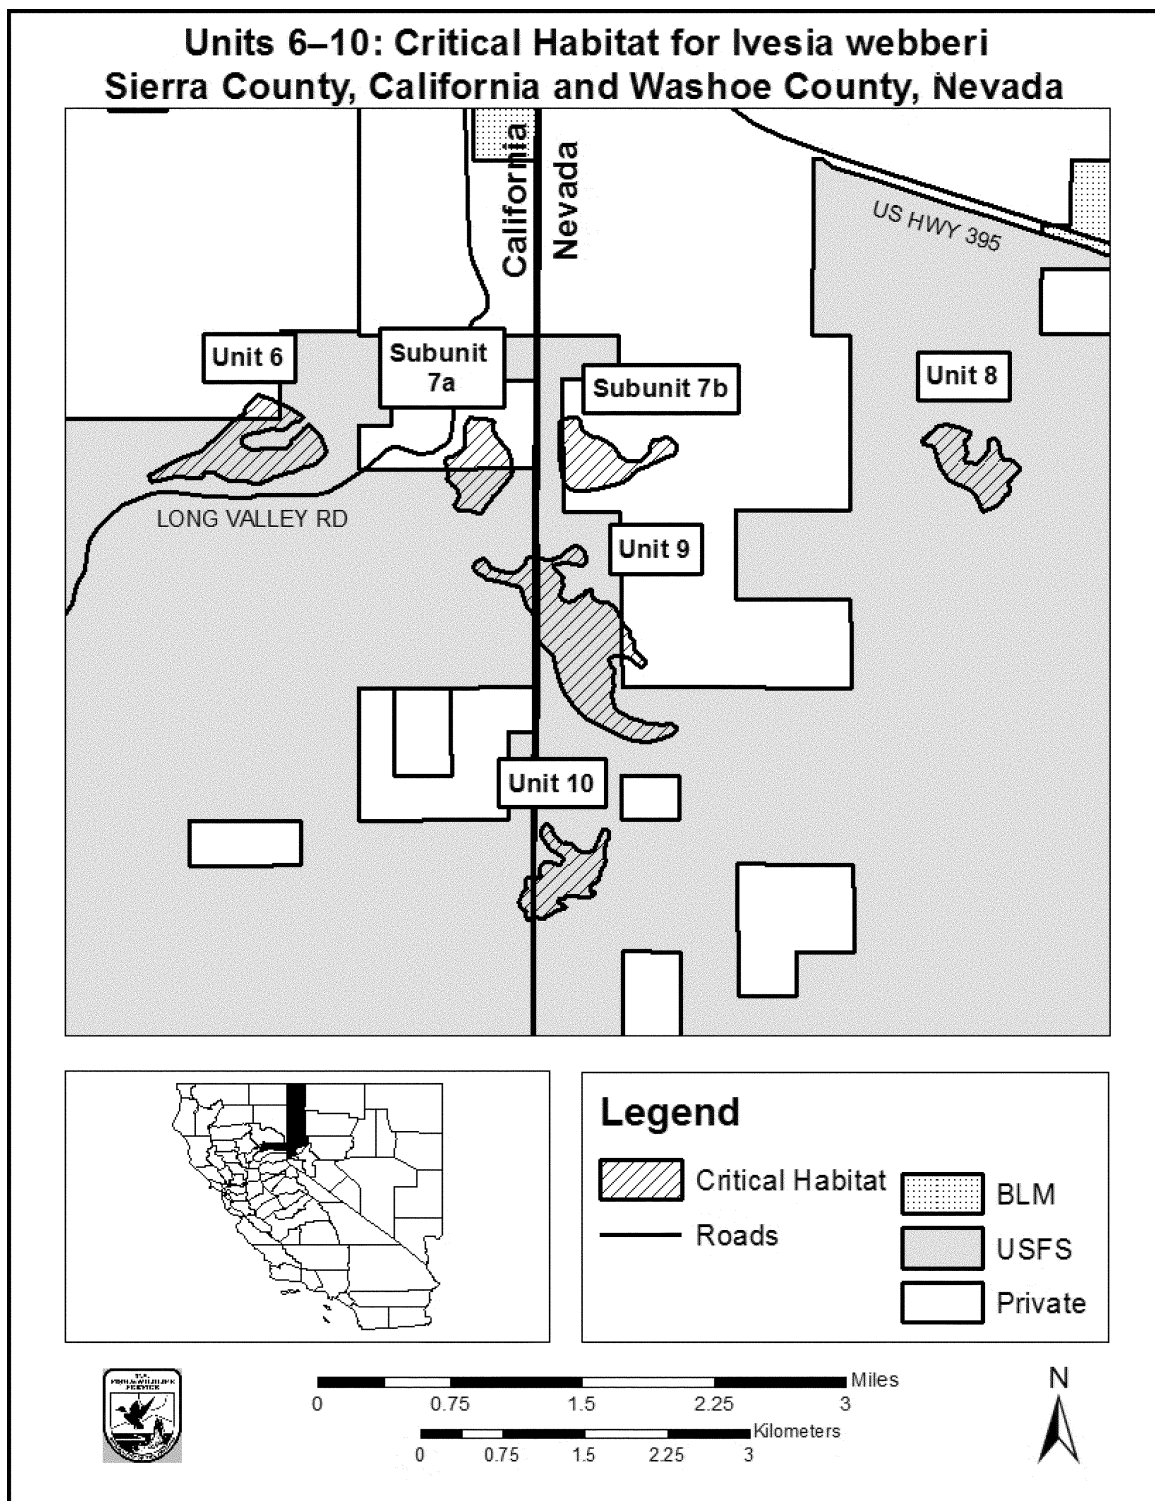 Units 6–10: Critical Habitat for Ivesia webberi
Sierra County, California and Washoe County, Nevada
California
Nevada
US HWY 395
Unit 6
Subunit
7a
Subunit 7b
Unit 8
LONG VALLEY RD
Unit 9
Unit 10
Legend
Critical Habitat
Roads
BLM
USFS
Private
U.S.
FISH & WILDLIFE
SERVICE
Miles
0 0.75 1.5 2.25 3
Kilometers
0 0.75 1.5 2.25 3
N